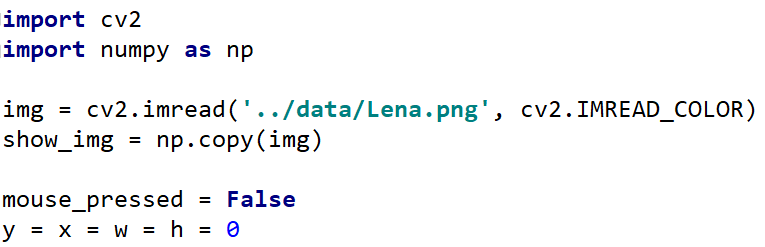 import cv2
import numpy as np
img = cv2.imread('../data/Lena.png', cv2.IMREAD_COLOR)
show_img = np.copy(img)
mouse_pressed = False
y = x = w = h = 0